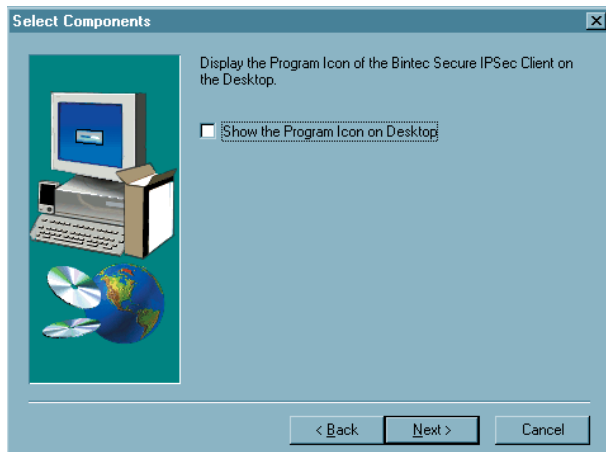 Select Components
Display the Program Icon of the Bintec Secure IPSec Client on
the Desktop.
Show the Program Icon on Desktop
< Back
Next >
Cancel